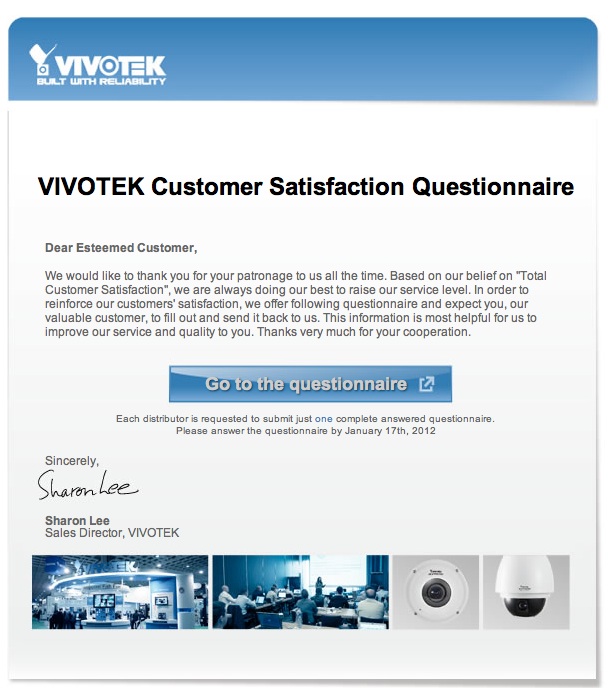 VIVOTEK
BUILT WITH RELIABILITY
VIVOTEK Customer Satisfaction Questionnaire
Dear Esteemed Customer,
We would like to thank you for your patronage to us all the time. Based on our belief on "Total
Customer Satisfaction", we are always doing our best to raise our service level. In order to
reinforce our customers' satisfaction, we offer following questionnaire and expect you, our
valuable customer, to fill out and send it back to us. This information is most helpful for us to
improve our service and quality to you. Thanks very much for your cooperation.
Go to the questionnaire
Each distributor is requested to submit just one complete answered questionnaire.
Please answer the questionnaire by January 17th, 2012
Sincerely,
Sharon Lee
Sharon Lee
Sales Director, VIVOTEK
VIVOTEK